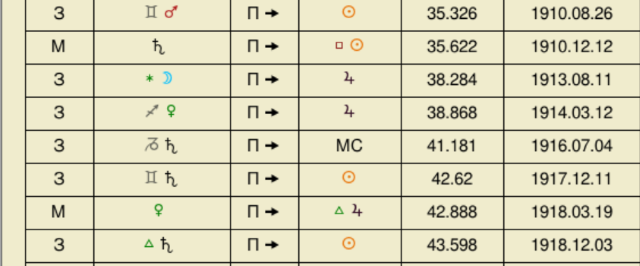 З ♊ ♂ П → ☉ 35.326 1910.08.26
М ♄ П → □ ☉ 35.622 1910.12.12
З ✶ ☽ П → ♃ 38.284 1913.08.11
З ♐ ♀ П → ♃ 38.868 1914.03.12
З ♑ ♄ П → MC 41.181 1916.07.04
З ♊ ♄ П → ☉ 42.62 1917.12.11
М ♀ П → △ ♃ 42.888 1918.03.19
З △ ♄ П → ☉ 43.598 1918.12.03